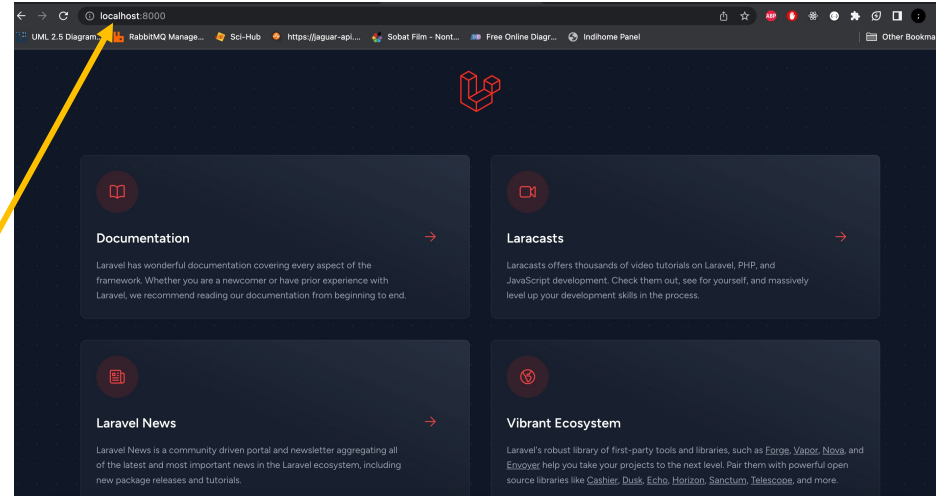 localhost:8000
UML 2.5 Diagram... RabbitMQ Manage... Sci-Hub https://jaguar-api.... Sobat Film - Nont... Free Online Diagr... Indihome Panel Other Bookma
Documentation
Laravel has wonderful documentation covering every aspect of the
framework. Whether you are a newcomer or have prior experience with
Laravel, we recommend reading our documentation from beginning to end.
Laracasts
Laracasts offers thousands of video tutorials on Laravel, PHP, and
JavaScript development. Check them out, see for yourself, and massively
level up your development skills in the process.
Laravel News
Laravel News is a community driven portal and newsletter aggregating all
of the latest and most important news in the Laravel ecosystem, including
new package releases and tutorials.
Vibrant Ecosystem
Laravel's robust library of first-party tools and libraries, such as Forge, Vapor, Nova, and
Envoyer help you take your projects to the next level. Pair them with powerful open
source libraries like Cashier, Dusk, Echo, Horizon, Sanctum, Telescope, and more.